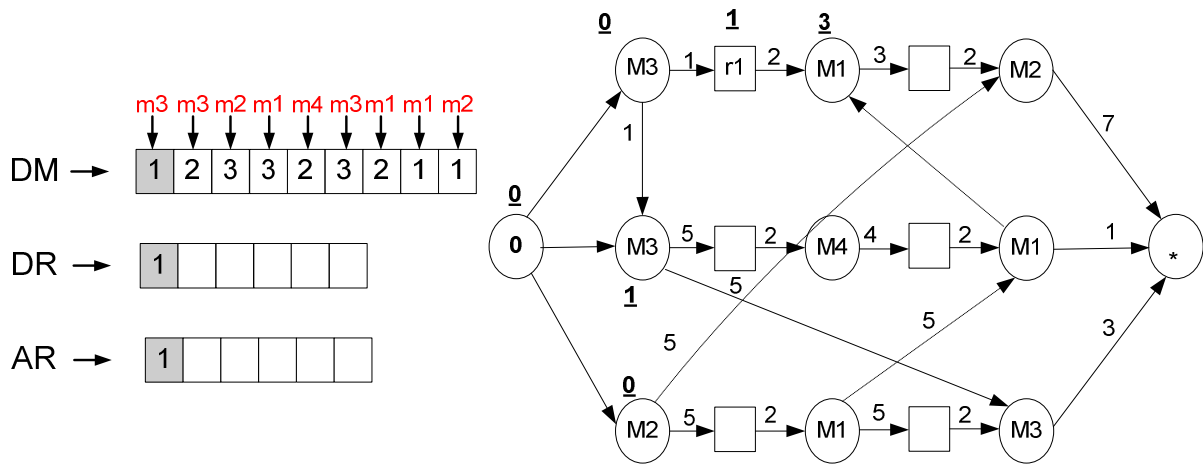 m3 m3 m2 m1 m4 m3 m1 m1 m2
DM 1 2 3 3 2 3 2 1 1
DR 1
AR 1
0 1 3
M3 1 r1 2 M1 3 2 M2
1 7
0
0 M3 5 2 M4 4 2 M1 1 *
1 5
5 5 3
0
M2 5 2 M1 5 2 M3